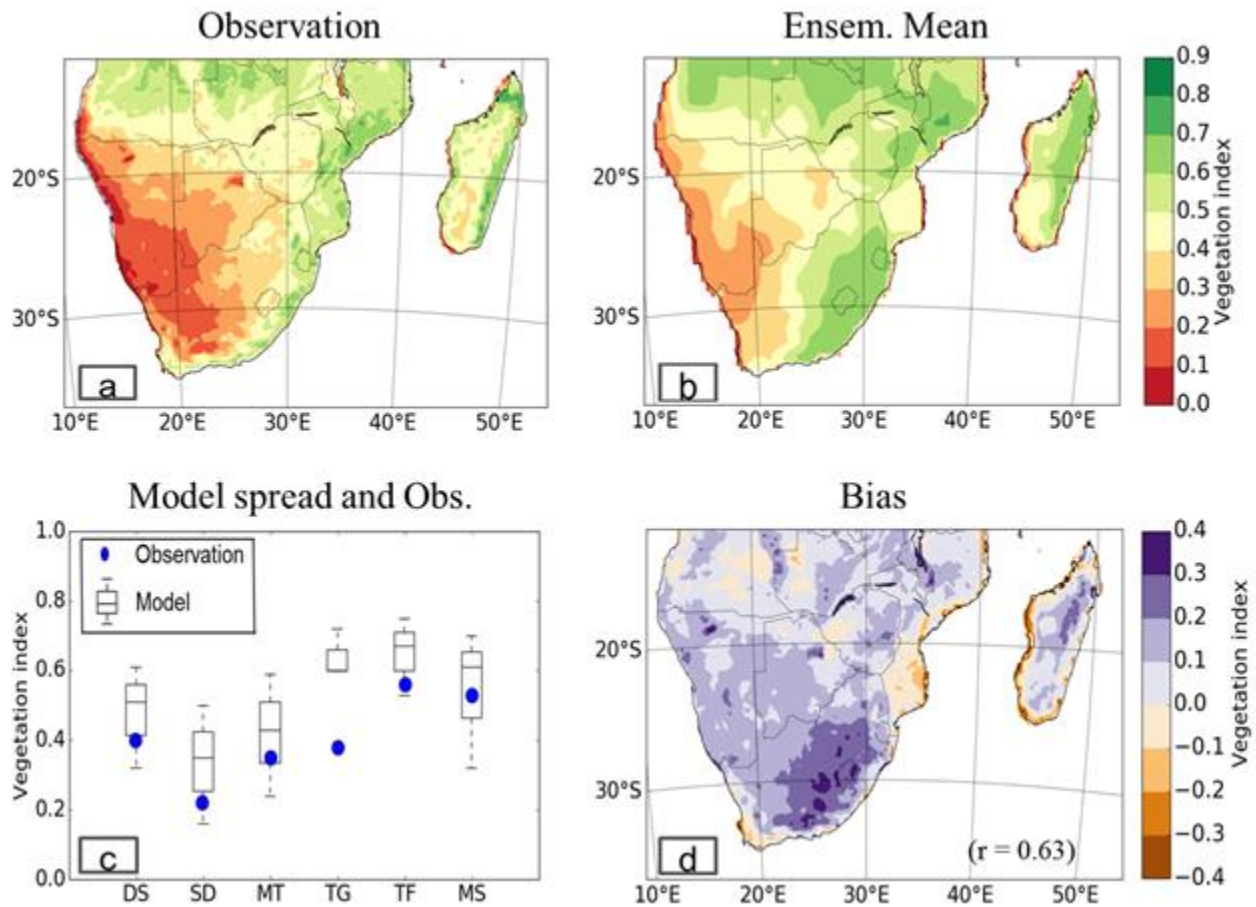 Observation
Ensem. Mean
20°S
30°S
a
10°E 20°E 30°E 40°E 50°E
20°S
30°S
b
10°E 20°E 30°E 40°E 50°E
0.9
0.8
0.7
0.6
0.5
0.4
0.3
0.2
0.1
0.0
Vegetation index
Model spread and Obs.
Bias
1.0
0.8
0.6
0.4
0.2
0.0
Vegetation index
Observation
Model
c
DS SD MT TG TF MS
20°S
30°S
d
(r = 0.63)
10°E 20°E 30°E 40°E 50°E
0.4
0.3
0.2
0.1
0.0
−0.1
−0.2
−0.3
−0.4
Vegetation index